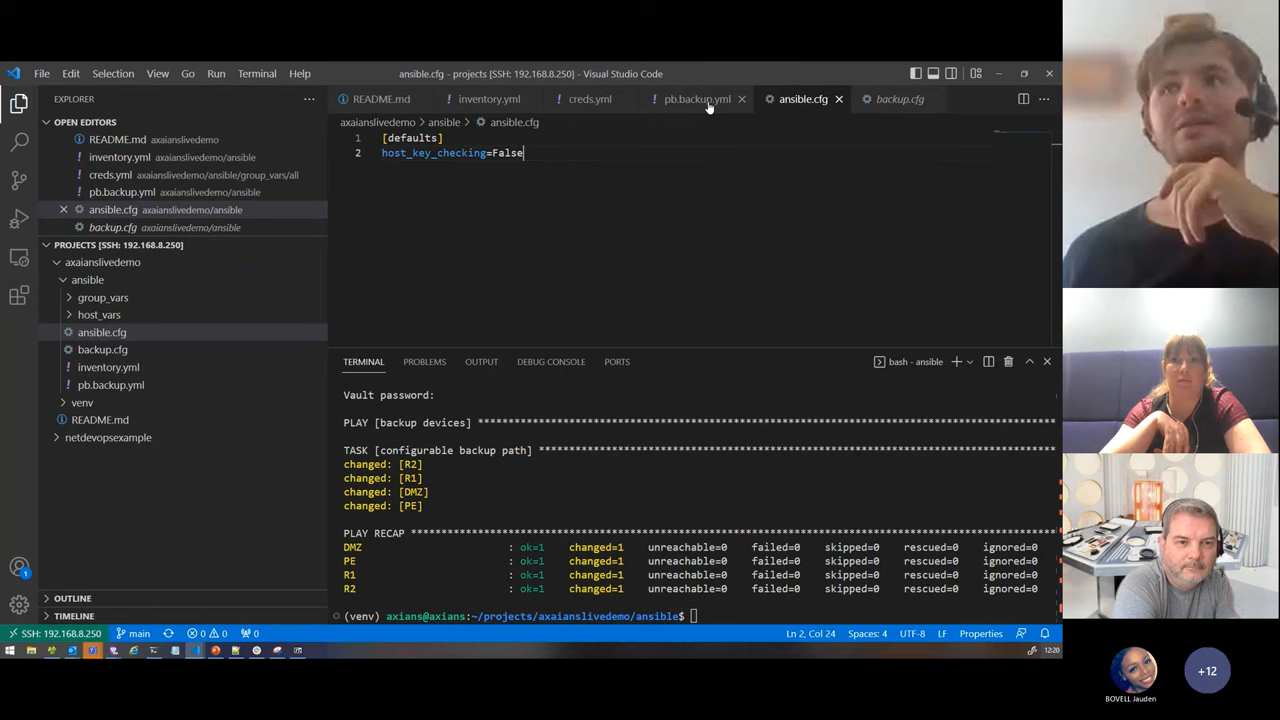 File Edit Selection View Go Run Terminal Help
ansible.cfg - projects [SSH: 192.168.8.250] - Visual Studio Code
EXPLORER
OPEN EDITORS
README.md axaianslivedemo
inventory.yml axaianslivedemo/ansible
creds.yml axaianslivedemo/ansible/group_vars/all
pb.backup.yml axaianslivedemo/ansible
ansible.cfg axaianslivedemo/ansible
backup.cfg axaianslivedemo/ansible
PROJECTS [SSH: 192.168.8.250]
axaianslivedemo
ansible
group_vars
host_vars
ansible.cfg
backup.cfg
inventory.yml
pb.backup.yml
venv
README.md
netdevopsexample
OUTLINE
TIMELINE
README.md inventory.yml creds.yml pb.backup.yml ansible.cfg backup.cfg
axaianslivedemo > ansible > ansible.cfg
1 [defaults]
2 host_key_checking=False
TERMINAL PROBLEMS OUTPUT DEBUG CONSOLE PORTS
bash - ansible
Vault password:
PLAY [backup devices] ****************************************************************************
TASK [configurable backup path] ******************************************************************
changed: [R2]
changed: [R1]
changed: [DMZ]
changed: [PE]
PLAY RECAP ***************************************************************************************
DMZ : ok=1 changed=1 unreachable=0 failed=0 skipped=0 rescued=0 ignored=0
PE : ok=1 changed=1 unreachable=0 failed=0 skipped=0 rescued=0 ignored=0
R1 : ok=1 changed=1 unreachable=0 failed=0 skipped=0 rescued=0 ignored=0
R2 : ok=1 changed=1 unreachable=0 failed=0 skipped=0 rescued=0 ignored=0
(venv) axians@axians:~/projects/axaianslivedemo/ansible$
1
SSH: 192.168.8.250 main 0 0 0 Ln 2, Col 24 Spaces: 4 UTF-8 LF Properties
12:20
BOVELL Jauden
+12